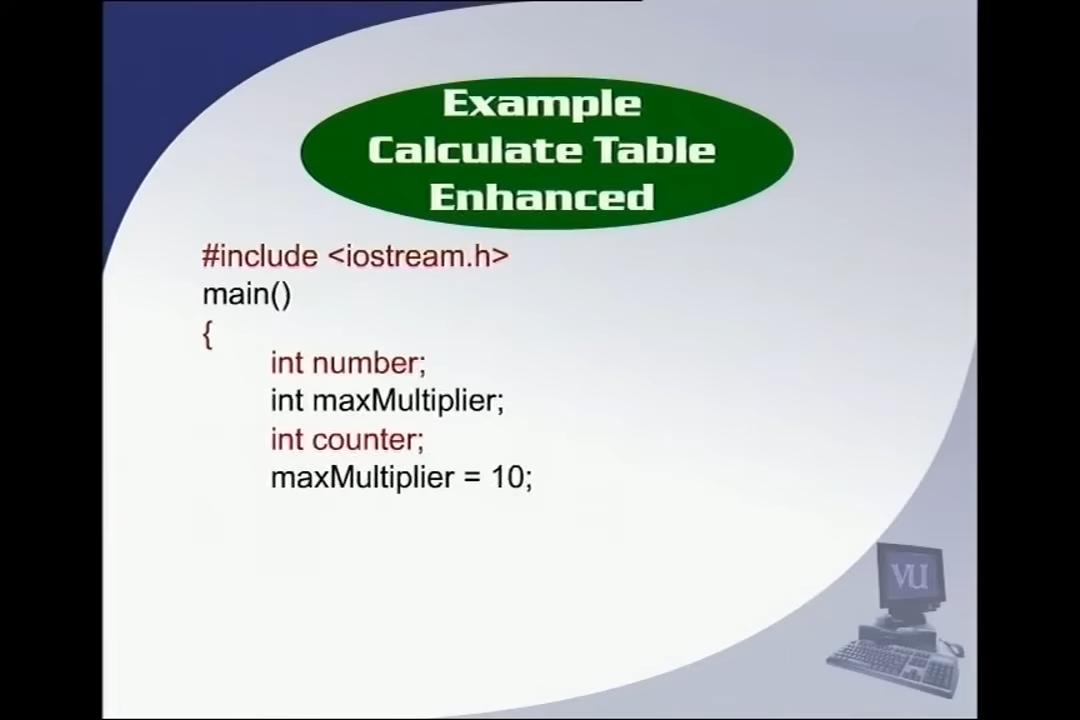 Example
Calculate Table
Enhanced
#include <iostream.h>
main()
{
int number;
int maxMultiplier;
int counter;
maxMultiplier = 10;
VU